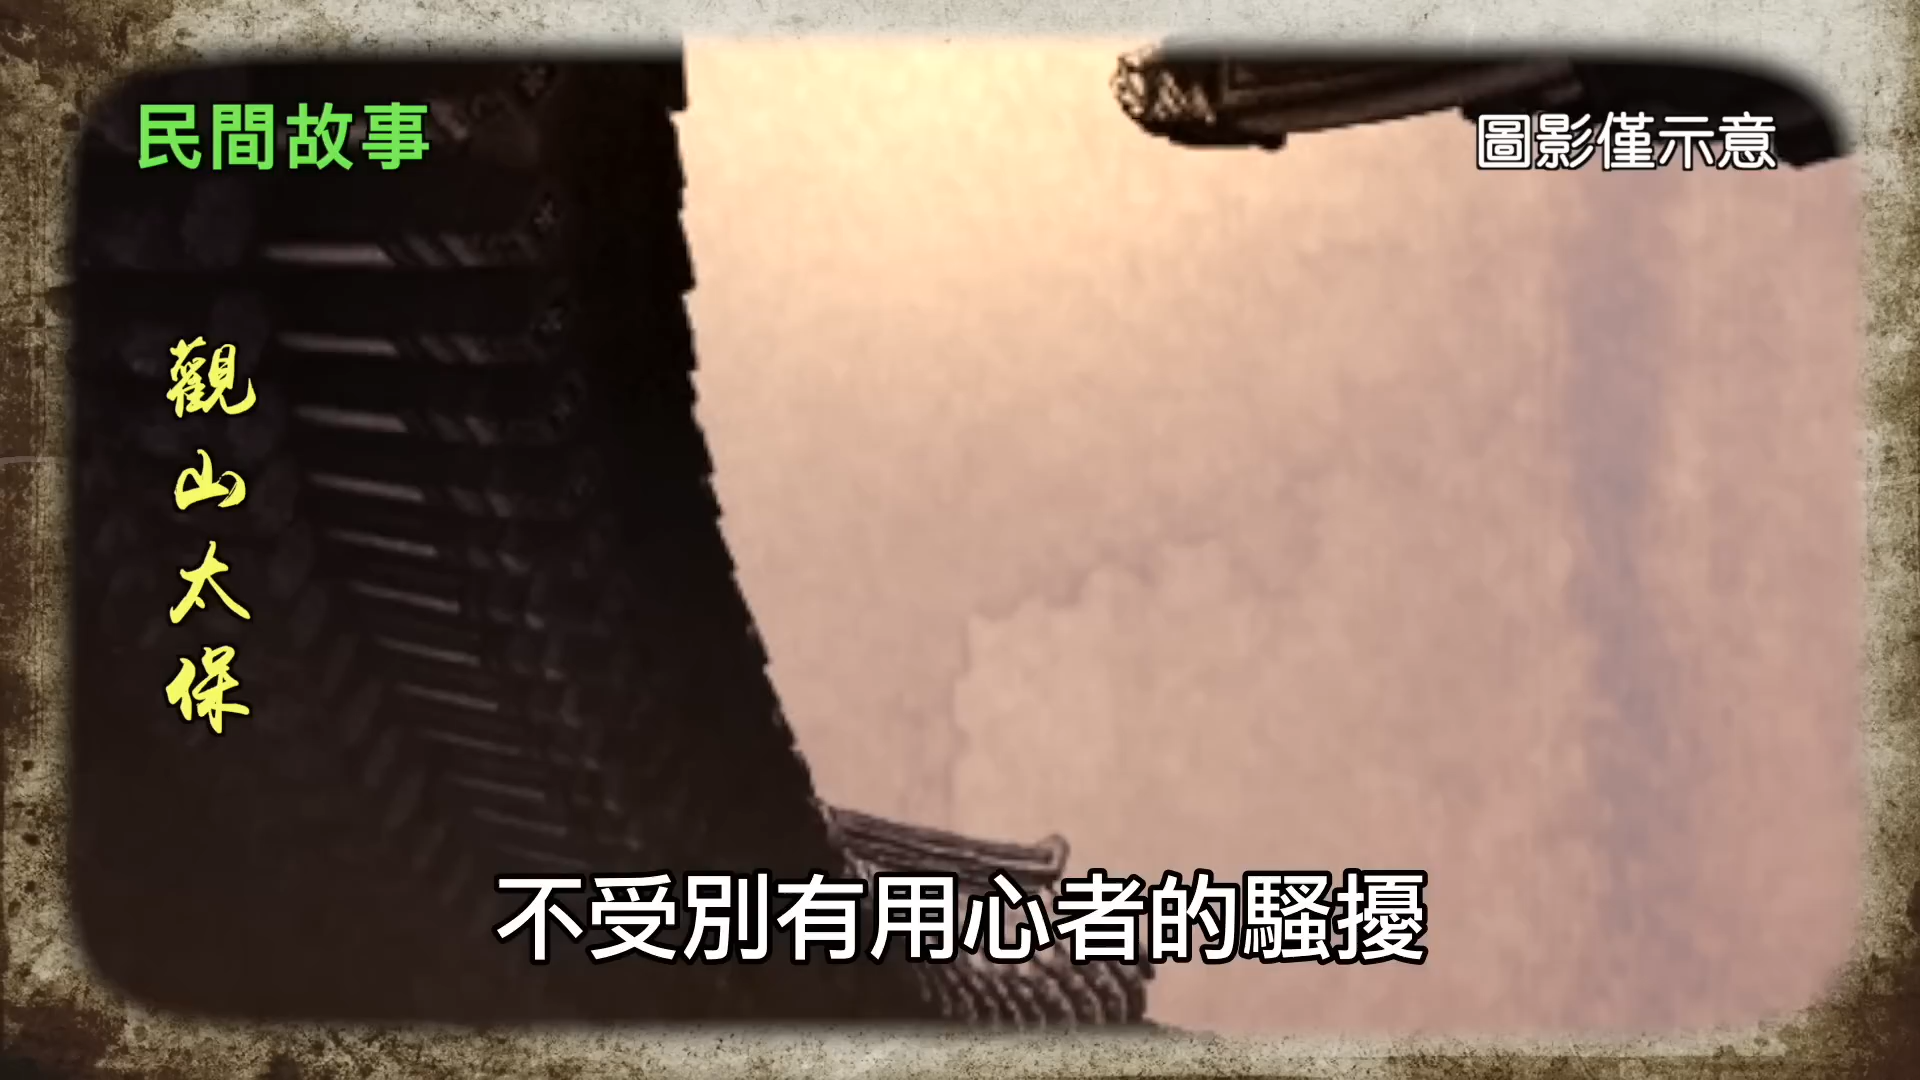 民間故事
圖影僅示意
觀山太保
不受別有用心者的騷擾